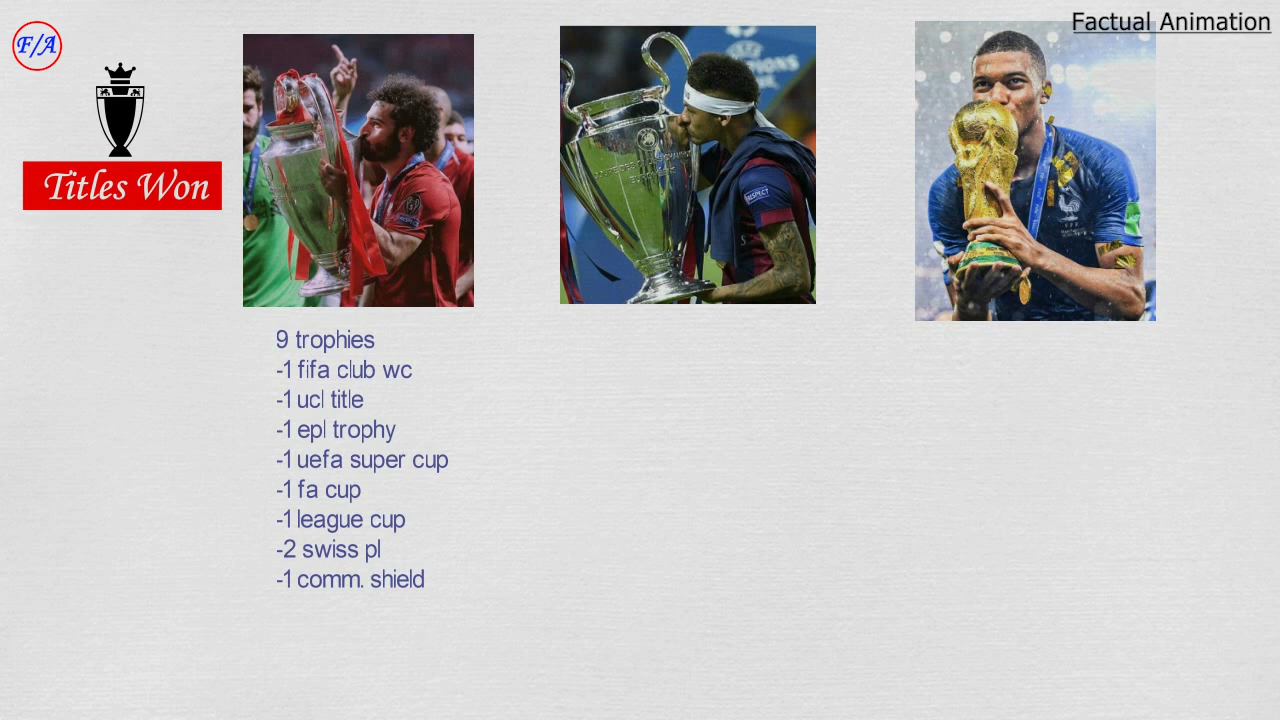 Factual Animation
F/A
Titles Won
RESPECT
9 trophies
-1 fifa club wc
-1 ucl title
-1 epl trophy
-1 uefa super cup
-1 fa cup
-1 league cup
-2 swiss pl
-1 comm. shield